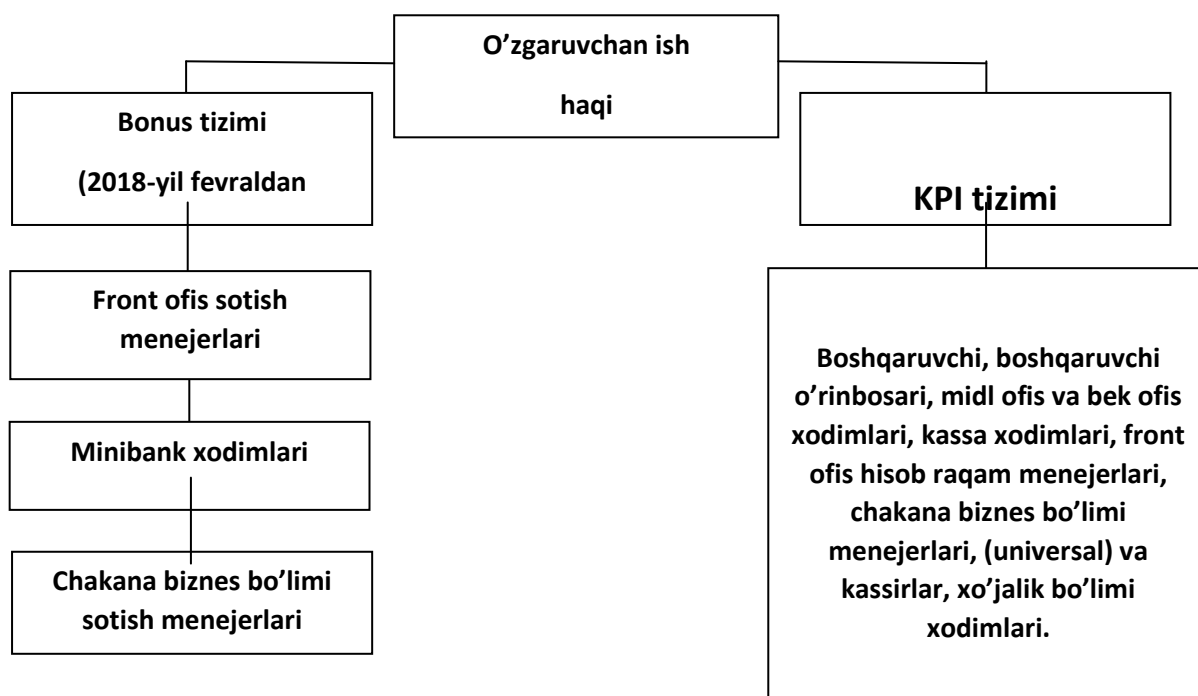 O’zgaruvchan ish
haqi
Bonus tizimi
(2018-yil fevraldan
Front ofis sotish
menejerlari
Minibank xodimlari
Chakana biznes bo’limi
sotish menejerlari
KPI tizimi
Boshqaruvchi, boshqaruvchi
o’rinbosari, midl ofis va bek ofis
xodimlari, kassa xodimlari, front
ofis hisob raqam menejerlari,
chakana biznes bo’limi
menejerlari, (universal) va
kassirlar, xo’jalik bo’limi
xodimlari.